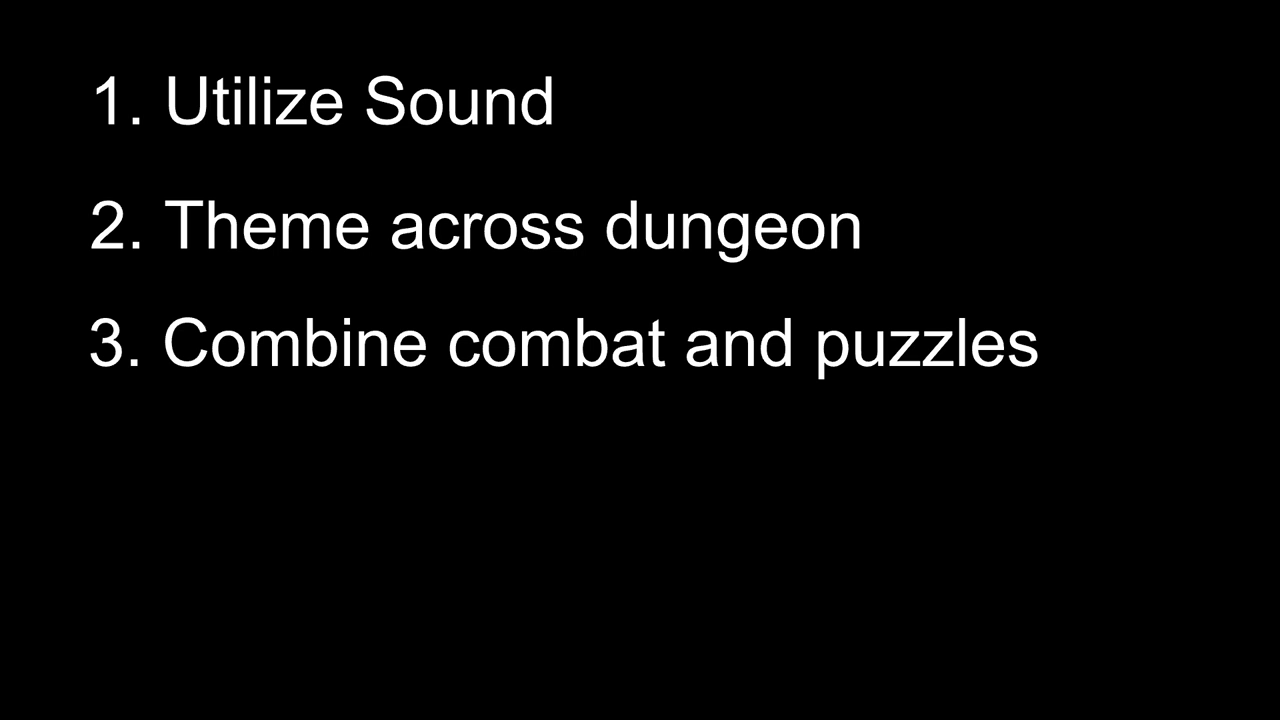 1. Utilize Sound
2. Theme across dungeon
3. Combine combat and puzzles